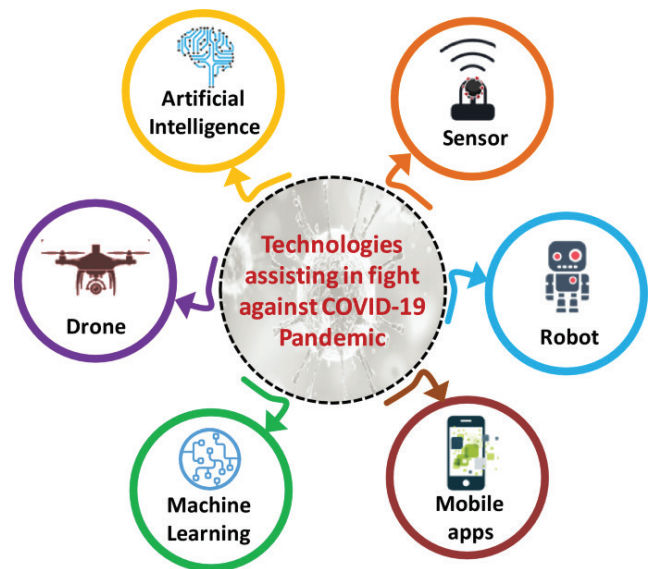 Artificial
Intelligence
Sensor
Technologies
assisting in fight
against COVID-19
Pandemic
Drone
Robot
Machine
Learning
Mobile
apps